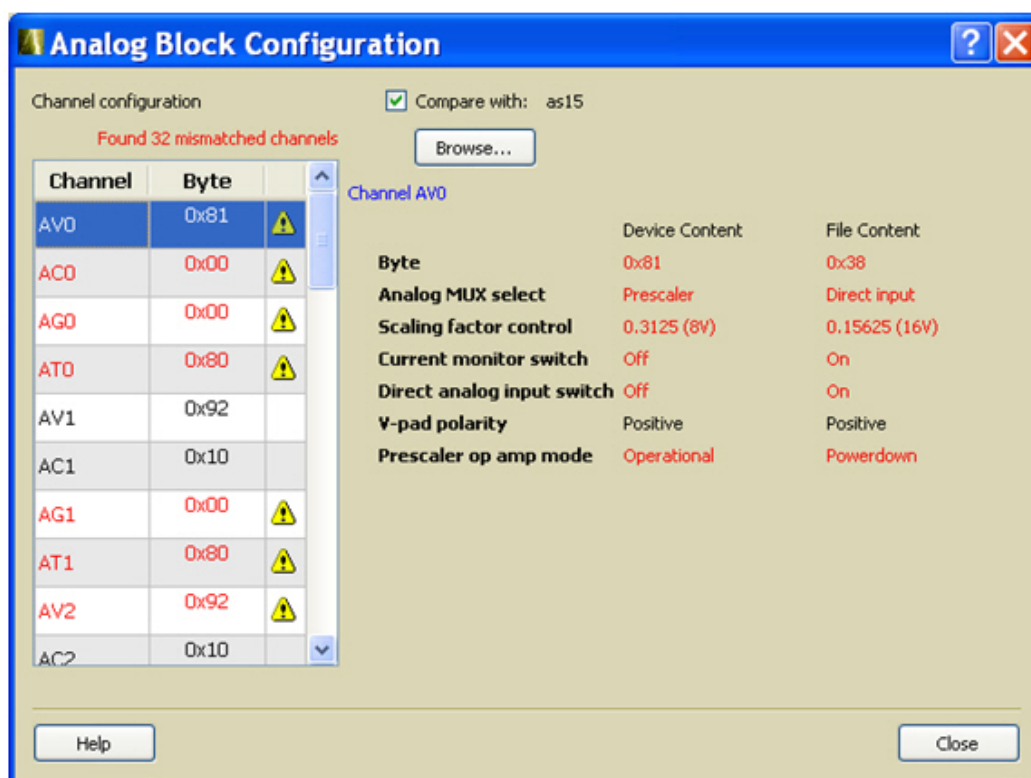 Analog Block Configuration
Channel configuration
Compare with: as15
Found 32 mismatched channels
Browse...
Channel Byte
Channel AV0
AV0 0x81
AC0 0x00
AG0 0x00
AT0 0x80
AV1 0x92
AC1 0x10
AG1 0x00
AT1 0x80
AV2 0x92
AC2 0x10
Device Content File Content
Byte 0x81 0x38
Analog MUX select Prescaler Direct input
Scaling factor control 0.3125 (8V) 0.15625 (16V)
Current monitor switch Off On
Direct analog input switch Off On
V-pad polarity Positive Positive
Prescaler op amp mode Operational Powerdown
Help Close